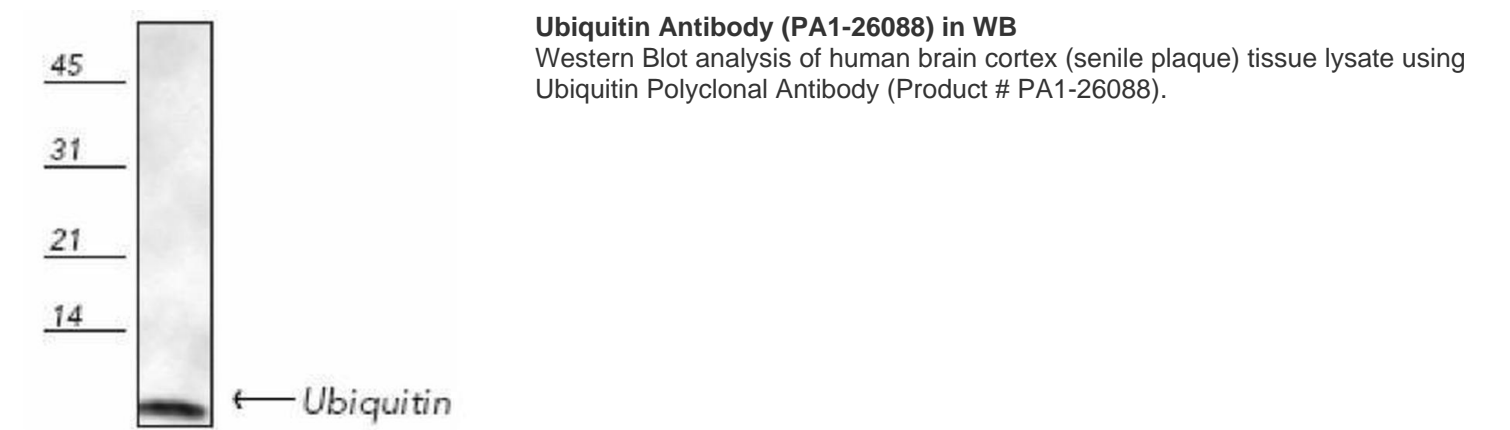 45
31
21
14
Ubiquitin
Ubiquitin Antibody (PA1-26088) in WB
Western Blot analysis of human brain cortex (senile plaque) tissue lysate using
Ubiquitin Polyclonal Antibody (Product # PA1-26088).